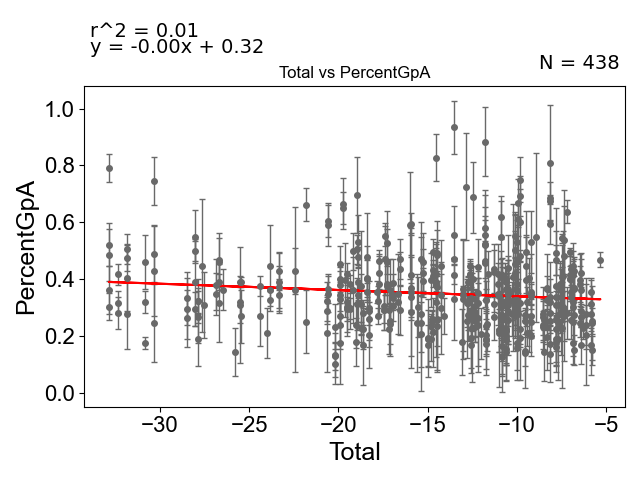 r^2 = 0.01
y = -0.00x + 0.32
N = 438
Total vs PercentGpA
1.0
0.8
0.6
0.4
0.2
0.0
PercentGpA
−30
−25
−20
−15
−10
−5
Total